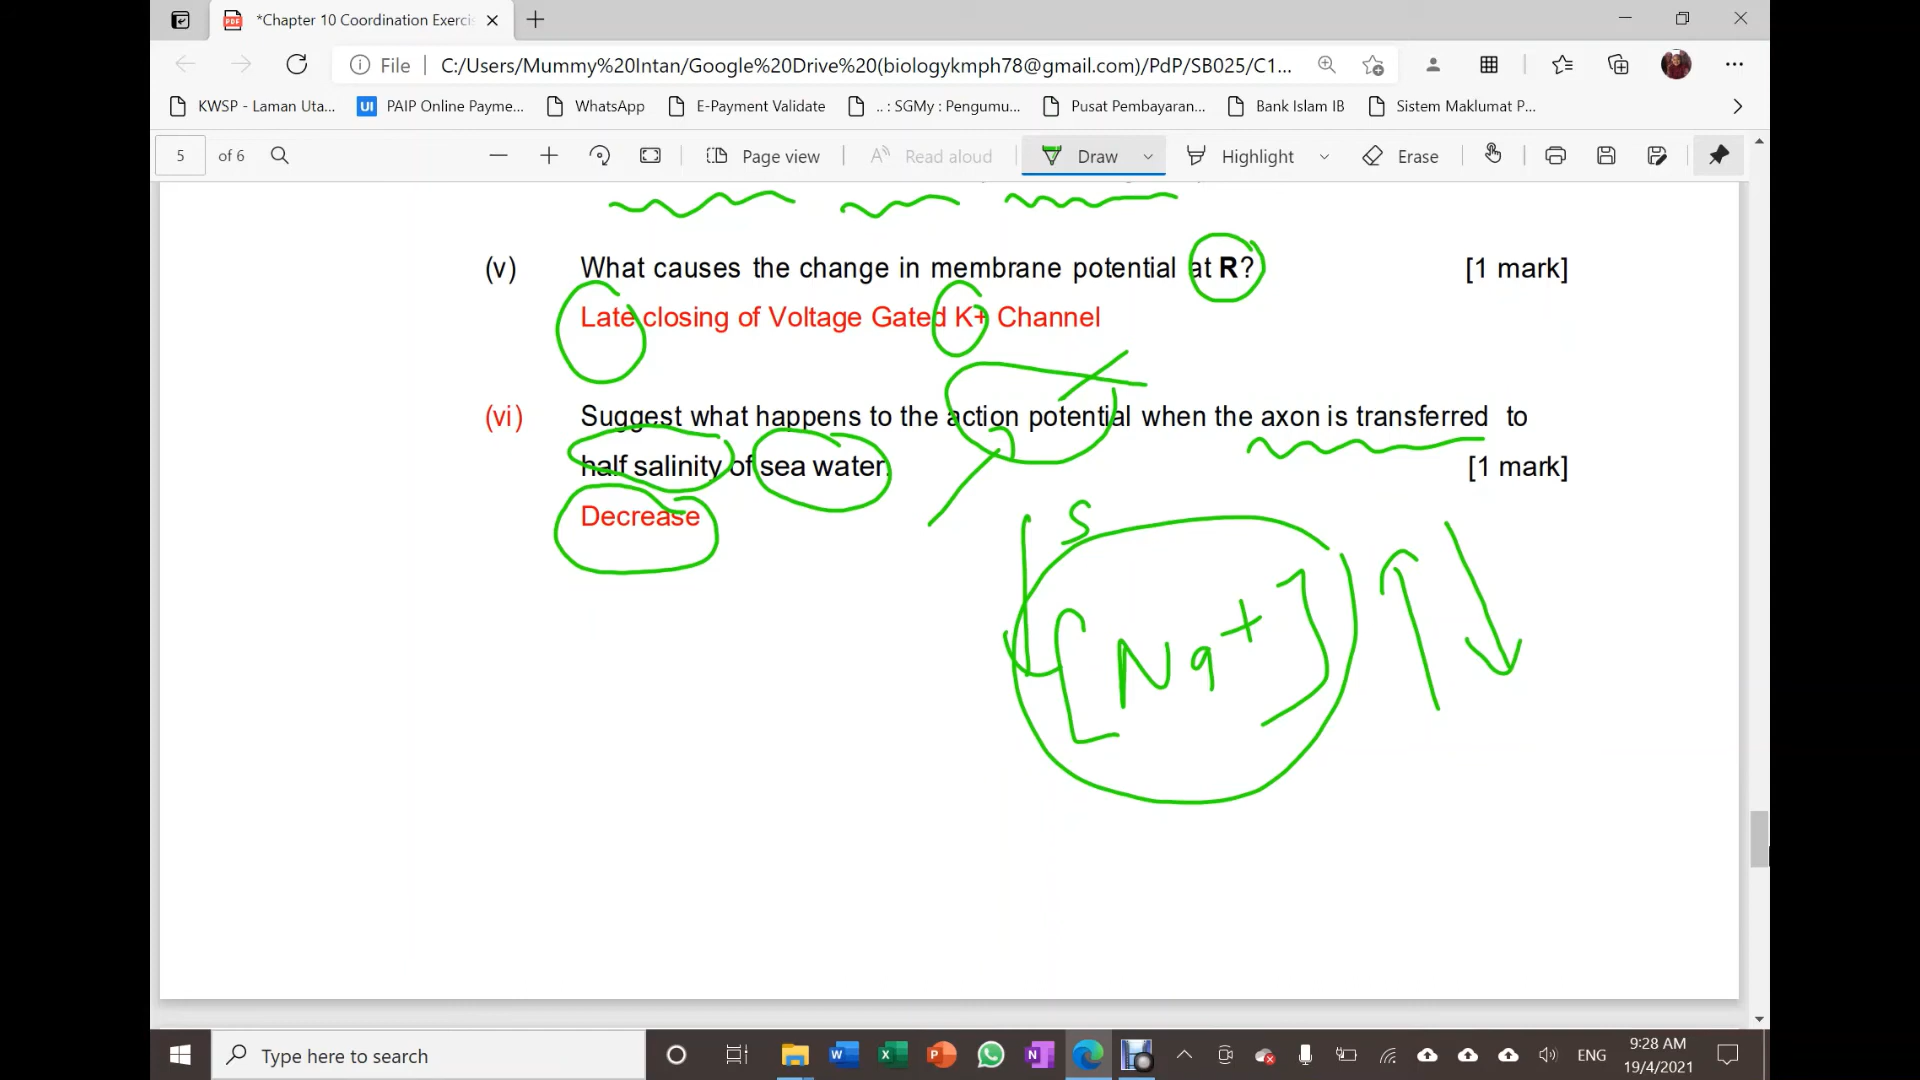 *Chapter 10 Coordination Exerci
File C:/Users/Mummy%20Intan/Google%20Drive%20(biologykmph78@gmail.com)/PdP/SB025/C1...
KWSP - Laman Uta... UI PAIP Online Payme... WhatsApp E-Payment Validate .. : SGMy : Pengumu... Pusat Pembayaran... Bank Islam IB Sistem Maklumat P...
5 of 6 Page view Read aloud Draw Highlight Erase
(v) What causes the change in membrane potential at R? [1 mark]
Late closing of Voltage Gated K+ Channel
(vi) Suggest what happens to the action potential when the axon is transferred to
half salinity of sea water. [1 mark]
Decrease
S
[Na+]
Type here to search
ENG
9:28 AM
19/4/2021